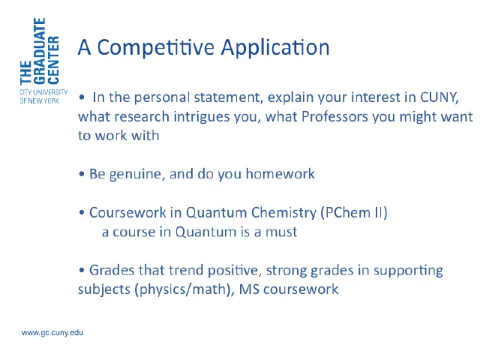 THE
GRADUATE
CENTER
CITY UNIVERSITY
OF NEW YORK
A Competitive Application
• In the personal statement, explain your interest in CUNY,
what research intrigues you, what Professors you might want
to work with
• Be genuine, and do you homework
• Coursework in Quantum Chemistry (PChem II)
a course in Quantum is a must
• Grades that trend positive, strong grades in supporting
subjects (physics/math), MS coursework
www.gc.cuny.edu